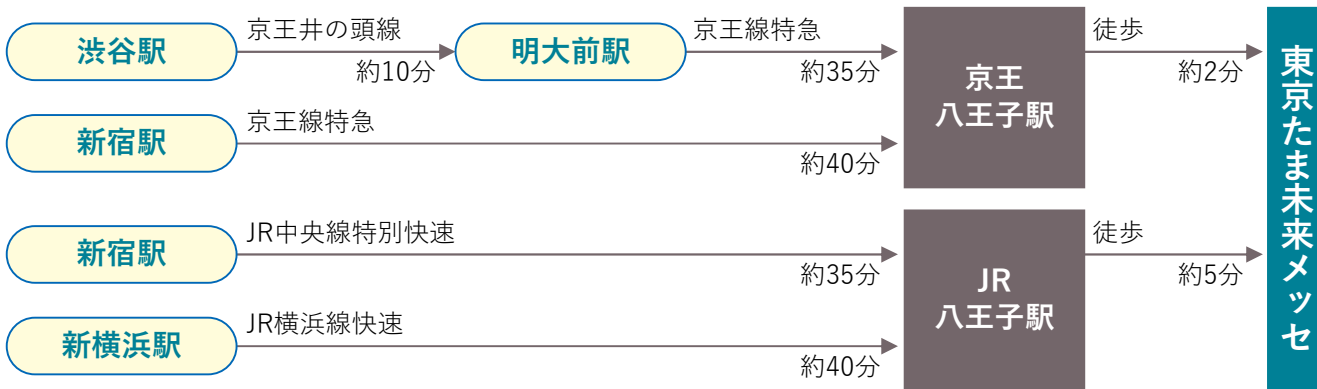 渋谷駅
京王井の頭線
約10分
明大前駅
京王線特急
約35分
京王
八王子駅
徒歩
約2分
新宿駅
京王線特急
約40分
新宿駅
JR中央線特別快速
約35分
JR
八王子駅
徒歩
約5分
新横浜駅
JR横浜線快速
約40分
東京たま未来メッセ